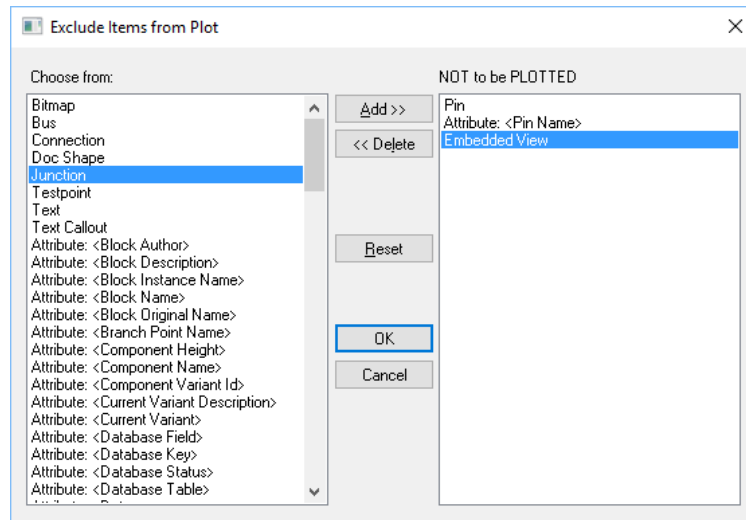 Exclude Items from Plot
Choose from:
Bitmap
Bus
Connection
Doc Shape
Junction
Testpoint
Text
Text Callout
Attribute: <Block Author>
Attribute: <Block Description>
Attribute: <Block Instance Name>
Attribute: <Block Name>
Attribute: <Block Original Name>
Attribute: <Branch Point Name>
Attribute: <Component Height>
Attribute: <Component Name>
Attribute: <Component Variant Id>
Attribute: <Current Variant Description>
Attribute: <Current Variant>
Attribute: <Database Field>
Attribute: <Database Key>
Attribute: <Database Status>
Attribute: <Database Table>
Add >>
<< Delete
Reset
OK
Cancel
NOT to be PLOTTED
Pin
Attribute: <Pin Name>
Embedded View